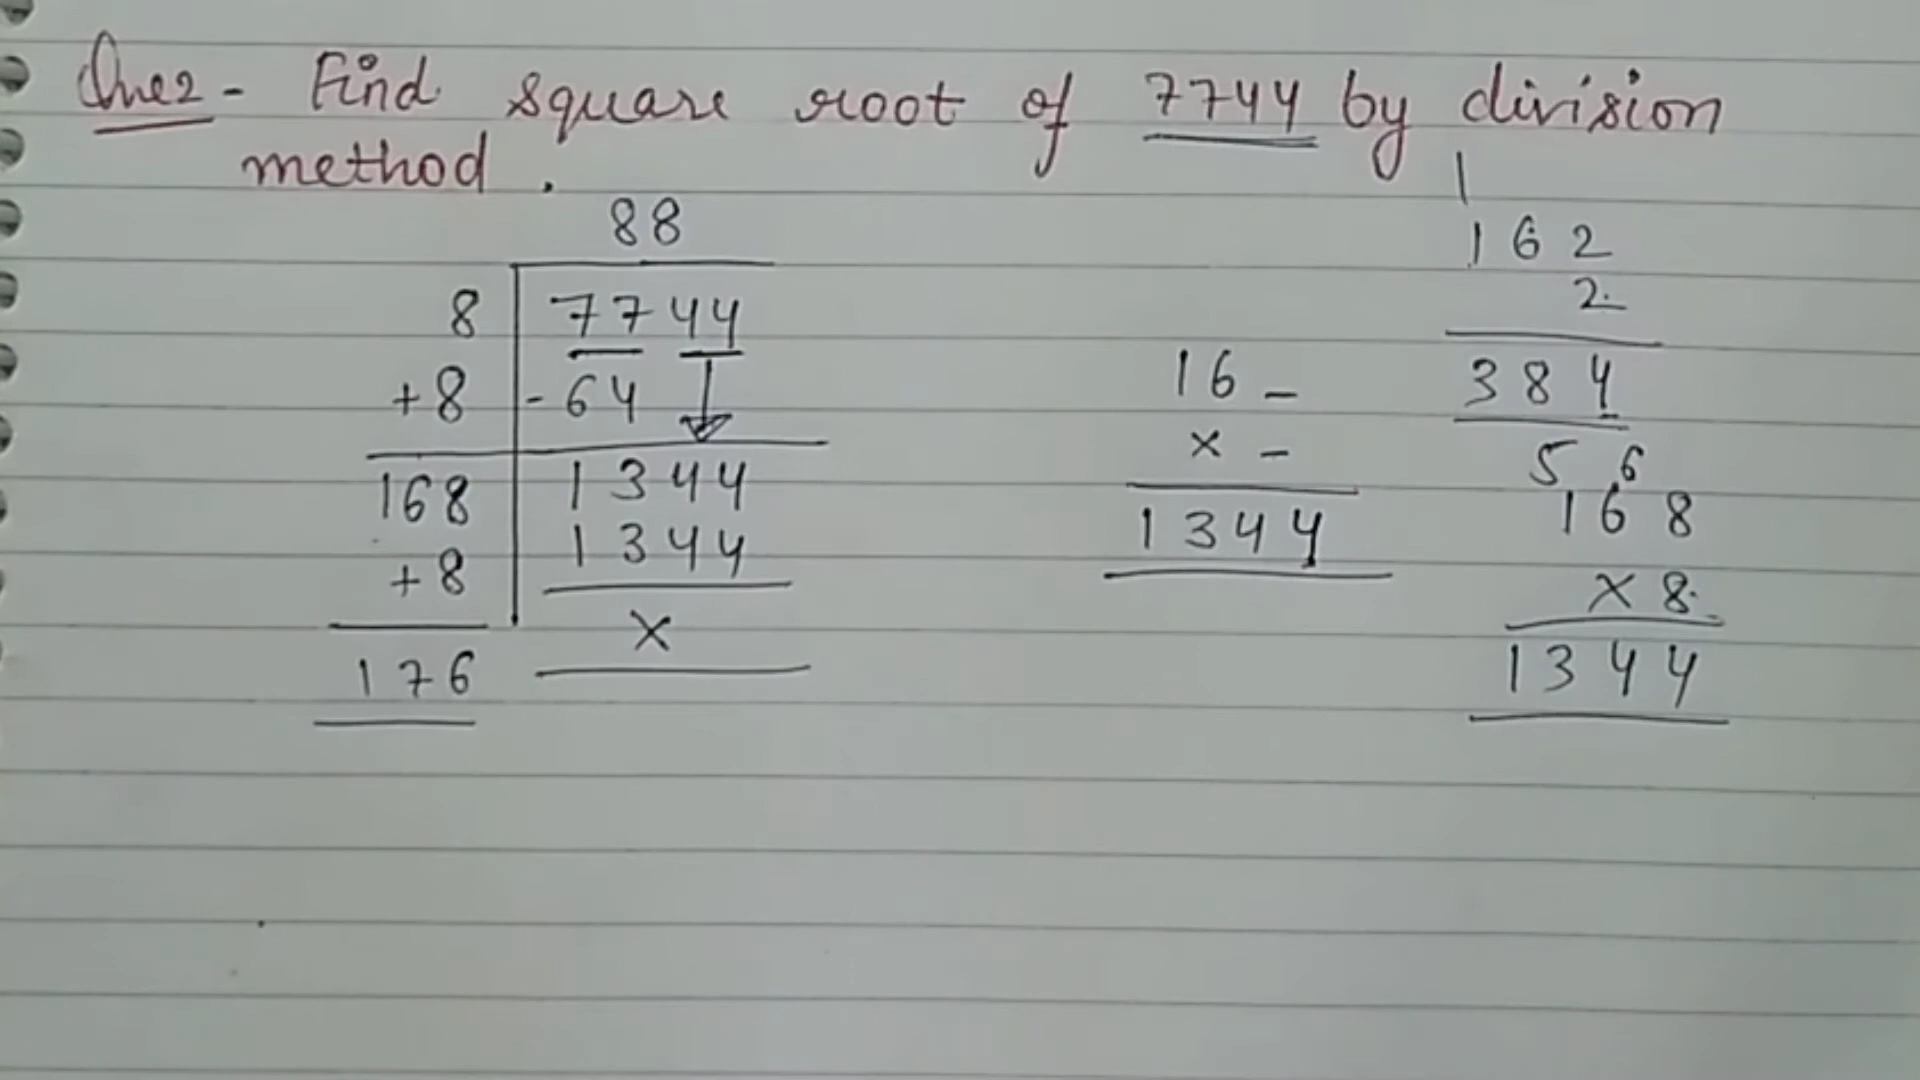 Que2 - Find square root of 7744 by division
method.
88
8 7744
+8 -64
168 1344
+8 1344
176 x
16 _
x _
1344
1
162
2
384
5 6
168
x 8
1344